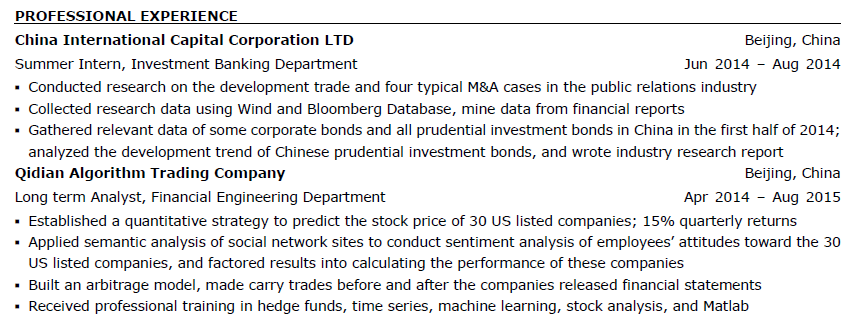 PROFESSIONAL EXPERIENCE
China International Capital Corporation LTD Beijing, China
Summer Intern, Investment Banking Department Jun 2014 – Aug 2014
▪ Conducted research on the development trade and four typical M&A cases in the public relations industry
▪ Collected research data using Wind and Bloomberg Database, mine data from financial reports
▪ Gathered relevant data of some corporate bonds and all prudential investment bonds in China in the first half of 2014;
analyzed the development trend of Chinese prudential investment bonds, and wrote industry research report
Qidian Algorithm Trading Company Beijing, China
Long term Analyst, Financial Engineering Department Apr 2014 – Aug 2015
▪ Established a quantitative strategy to predict the stock price of 30 US listed companies; 15% quarterly returns
▪ Applied semantic analysis of social network sites to conduct sentiment analysis of employees’ attitudes toward the 30
US listed companies, and factored results into calculating the performance of these companies
▪ Built an arbitrage model, made carry trades before and after the companies released financial statements
▪ Received professional training in hedge funds, time series, machine learning, stock analysis, and Matlab